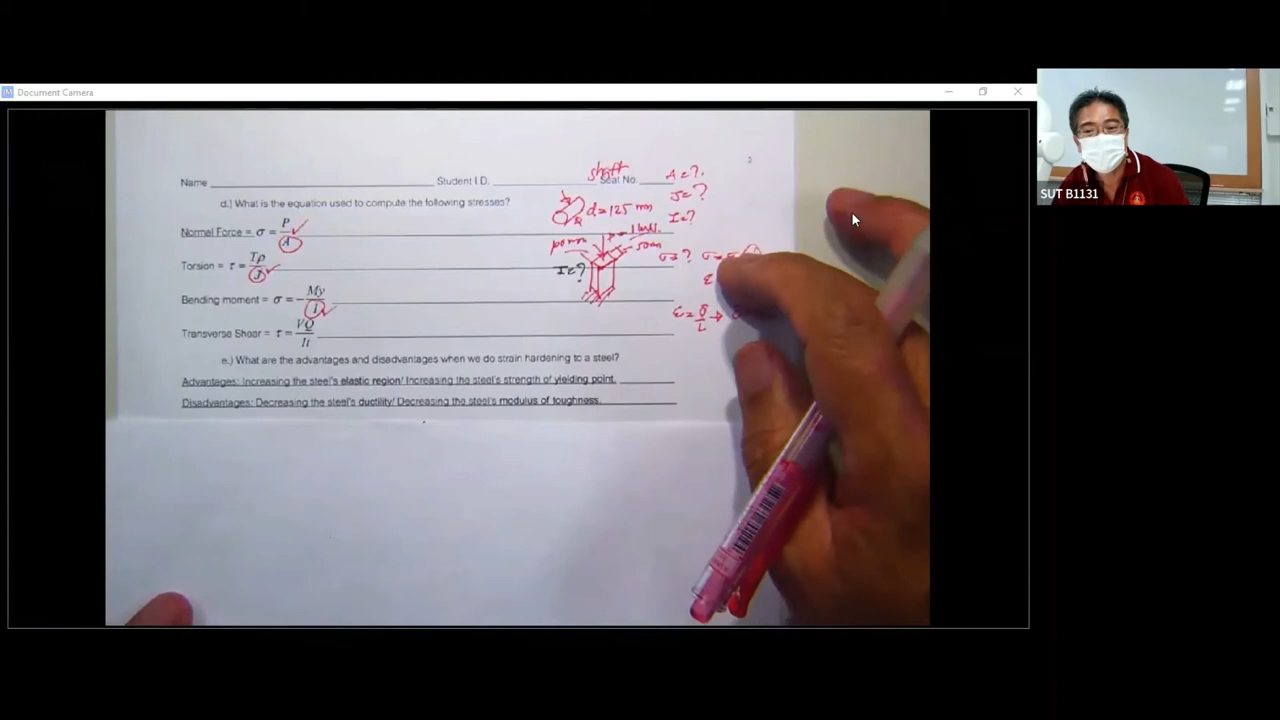 Document Camera
SUT B1131
2
shaft
Name Student I.D. Seat No.
A=?
J=?
I=?
d.) What is the equation used to compute the following stresses?
d=125 mm
Normal Force = σ = P/A
50 mm
I=?
σ=?
Torsion = τ = Tρ/J
Bending moment = σ = −My/I
ε=δ/L →
Transverse Shear = τ = VQ/It
e.) What are the advantages and disadvantages when we do strain hardening to a steel?
Advantages: Increasing the steel's elastic region/ Increasing the steel's strength of yielding point.
Disadvantages: Decreasing the steel's ductility/ Decreasing the steel's modulus of toughness.